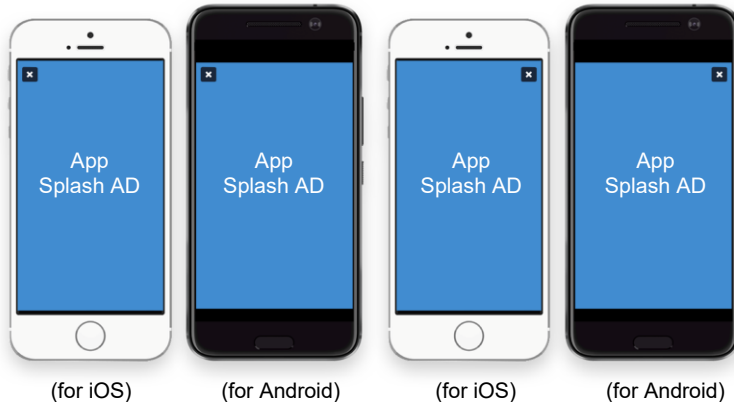 App
Splash AD
App
Splash AD
App
Splash AD
App
Splash AD
(for iOS)
(for Android)
(for iOS)
(for Android)